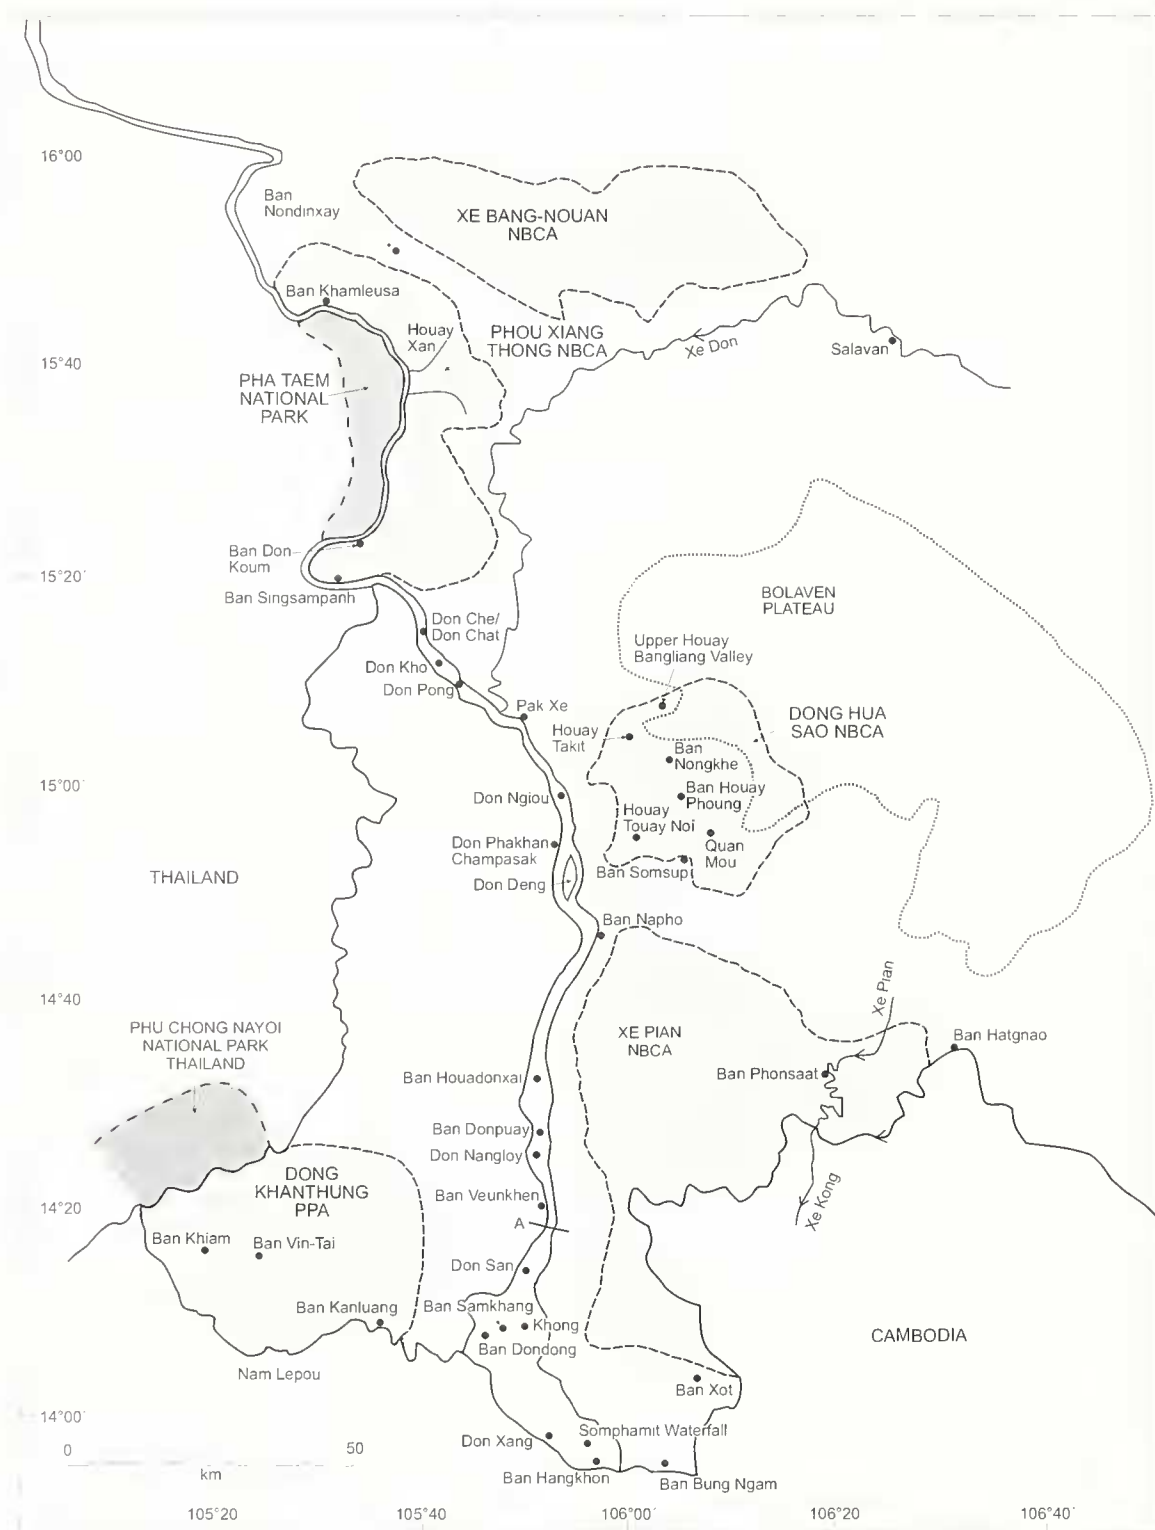 16°00
Ban
Nondinxay
XE BANG-NOUAN
NBCA
Ban Khamleusa
Houay
Xan
PHOU XIANG
THONG NBCA
Xe Don
Salavan
15°40
PHA TAEM
NATIONAL
PARK
Ban Don
Koum
15°20
Ban Singsampanh
BOLAVEN
PLATEAU
Don Che/
Don Chat
Upper Houay
Bangliang Valley
Don Kho
Don Pong
Pak Xe
Houay
Takit
DONG HUA
SAO NBCA
Ban
Nongkhe
15°00
Ban Houay
Phoung
Don Ngiou
Houay
Touay Noi
Don Phakhan
Champasak
Quan
Mou
Ban Somsup
THAILAND
Don Deng
Ban Napho
14°40
Xe Pian
PHU CHONG NAYOI
NATIONAL PARK
THAILAND
XE PIAN
NBCA
Ban Hatgnao
Ban Houadonxai
Ban Phonsaat
Ban Donpuay
Don Nangloy
DONG
KHANTHUNG
PPA
Ban Veunkhen
14°20
Xe Kong
A
Ban Khiam
Ban Vin-Tai
Don San
Ban Kanluang
Ban Samkhang
Khong
Ban Dondong
CAMBODIA
Nam Lepou
Ban Xot
14°00
Somphamit Waterfall
Don Xang
0
50
km
Ban Hangkhon
Ban Bung Ngam
105°20
105°40
106°00
106°20
106°40